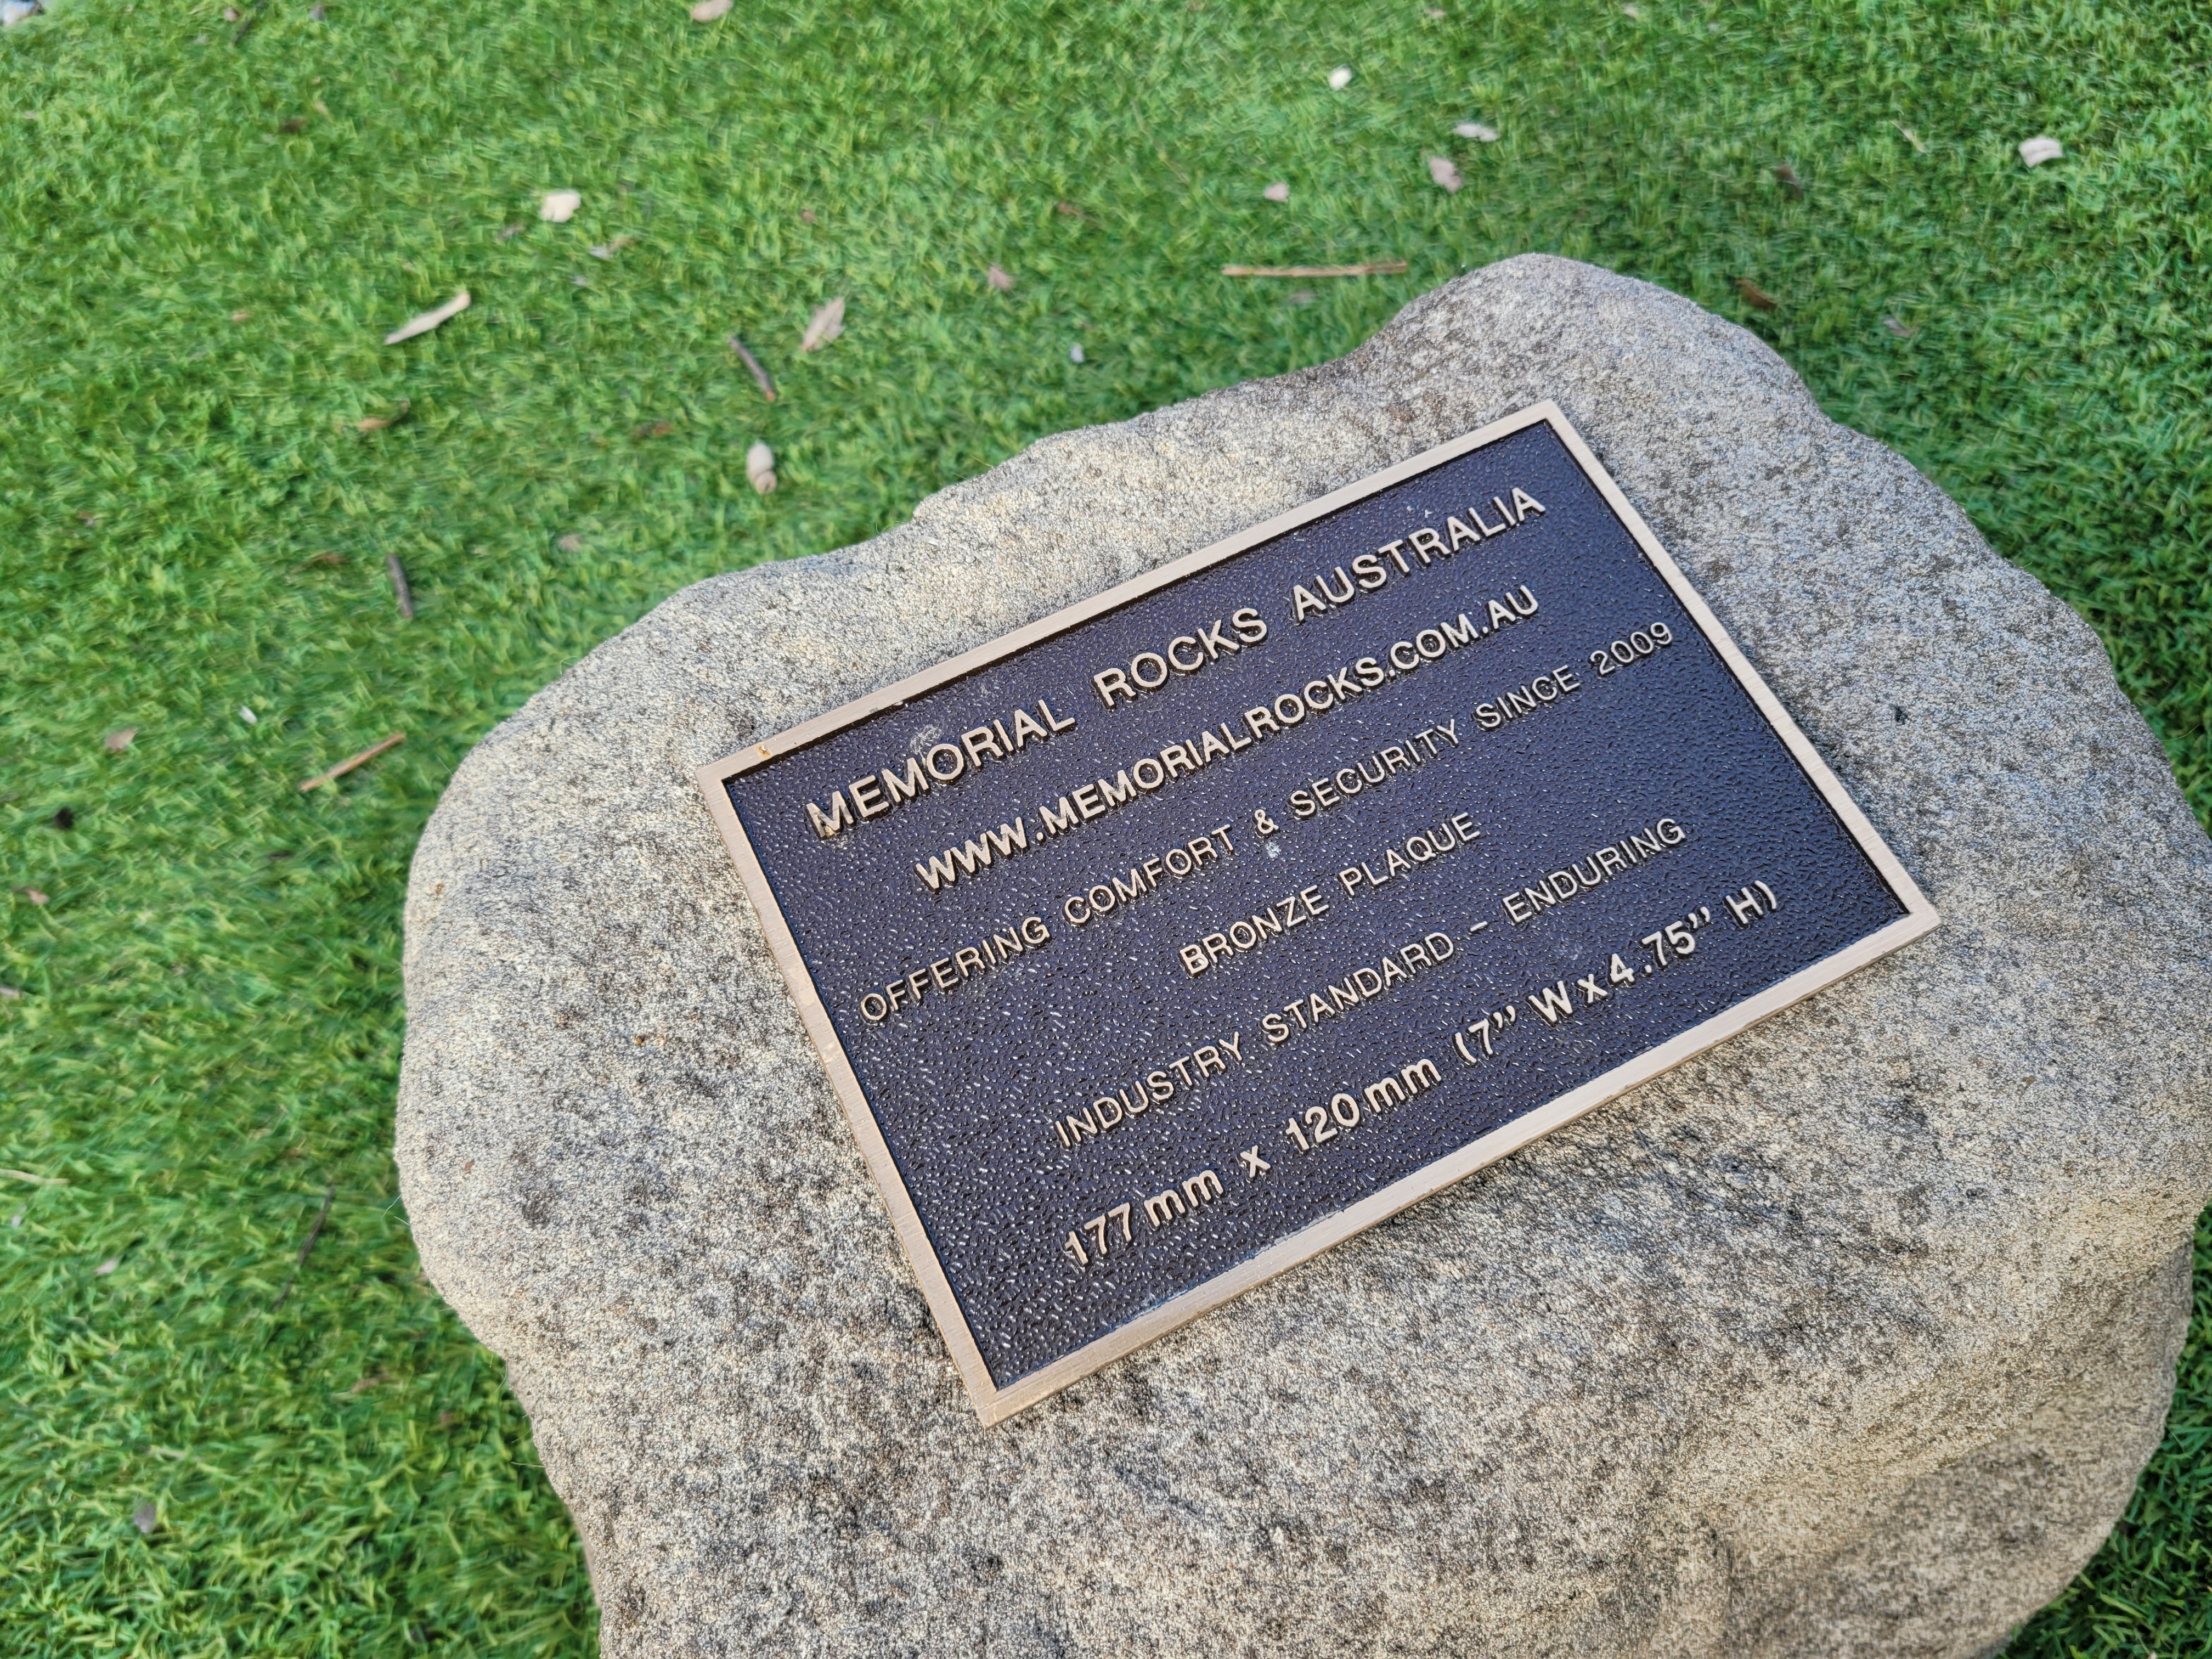 MEMORIAL ROCKS AUSTRALIA
WWW.MEMORIALROCKS.COM.AU
OFFERING COMFORT & SECURITY SINCE 2009
BRONZE PLAQUE
INDUSTRY STANDARD - ENDURING
177mm x 120mm (7” W x 4.75” H)